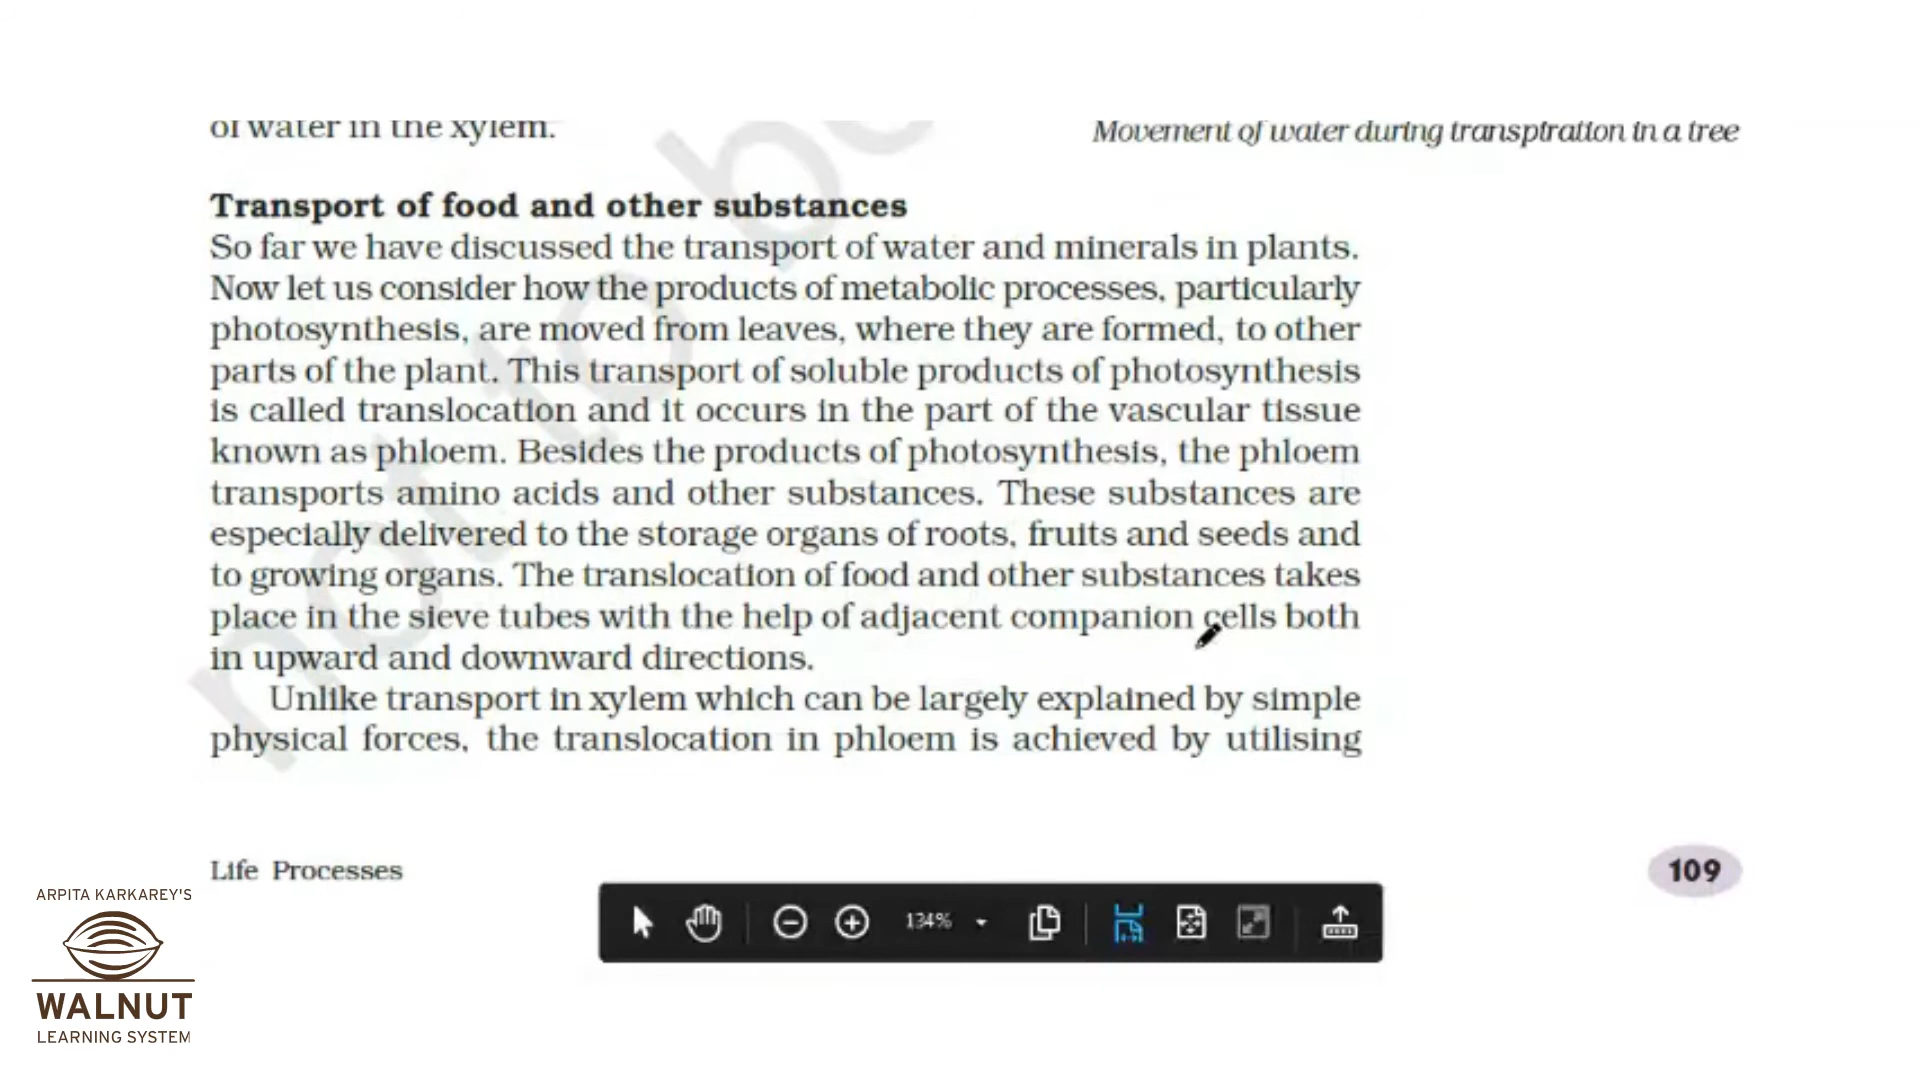 of water in the xylem.
Movement of water during transpiration in a tree
Transport of food and other substances
So far we have discussed the transport of water and minerals in plants.
Now let us consider how the products of metabolic processes, particularly
photosynthesis, are moved from leaves, where they are formed, to other
parts of the plant. This transport of soluble products of photosynthesis
is called translocation and it occurs in the part of the vascular tissue
known as phloem. Besides the products of photosynthesis, the phloem
transports amino acids and other substances. These substances are
especially delivered to the storage organs of roots, fruits and seeds and
to growing organs. The translocation of food and other substances takes
place in the sieve tubes with the help of adjacent companion cells both
in upward and downward directions.
Unlike transport in xylem which can be largely explained by simple
physical forces, the translocation in phloem is achieved by utilising
Life Processes
109
not to be
134%
ARPITA KARKAREY'S
WALNUT
LEARNING SYSTEM